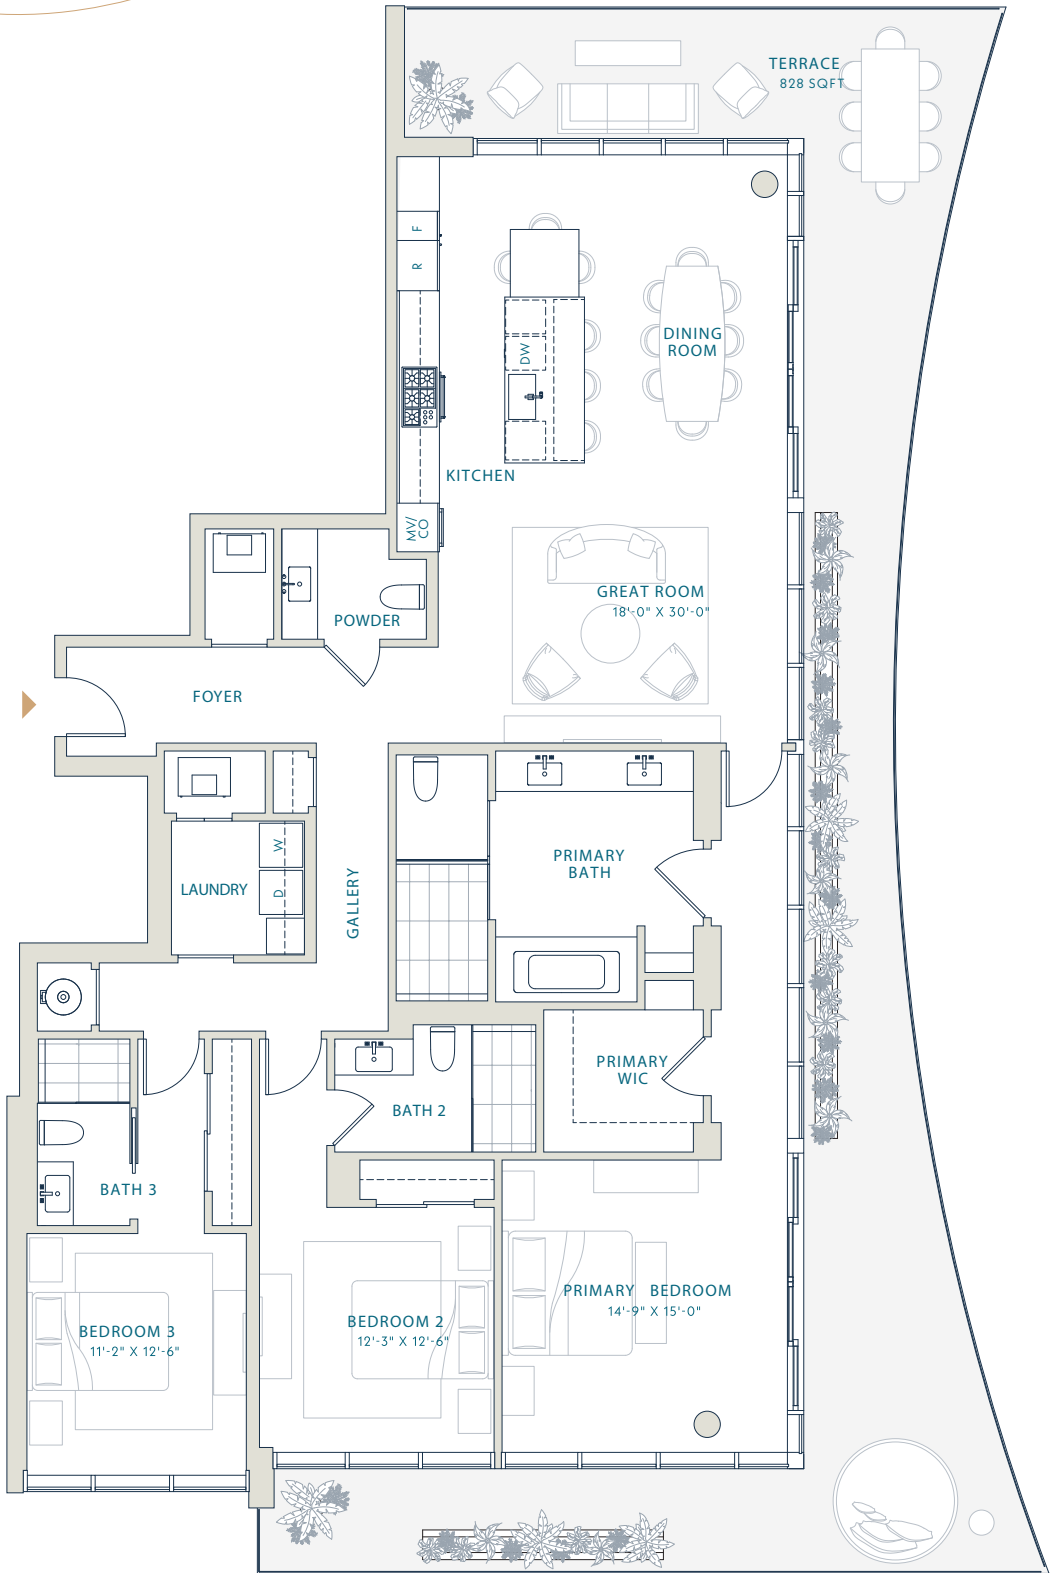 TERRACE
828 SQFT
F
R
DW
DINING
ROOM
KITCHEN
MV/
CO
GREAT ROOM
18'-0" X 30'-0"
POWDER
FOYER
W
D
LAUNDRY
GALLERY
PRIMARY
BATH
PRIMARY
WIC
BATH 2
BATH 3
PRIMARY BEDROOM
14'-9" X 15'-0"
BEDROOM 2
12'-3" X 12'-6"
BEDROOM 3
11'-2" X 12'-6"